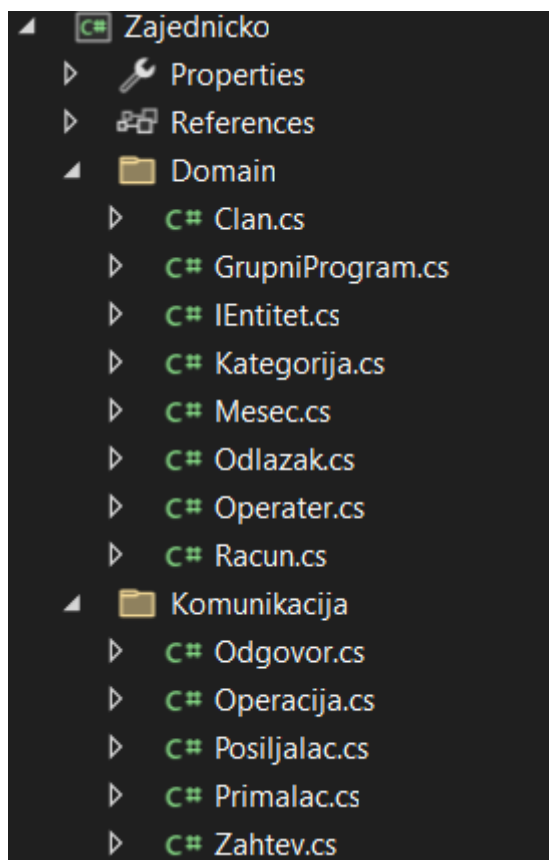 C# Zajednicko
Properties
References
Domain
C# Clan.cs
C# GrupniProgram.cs
C# IEntitet.cs
C# Kategorija.cs
C# Mesec.cs
C# Odlazak.cs
C# Operater.cs
C# Racun.cs
Komunikacija
C# Odgovor.cs
C# Operacija.cs
C# Posiljalac.cs
C# Primalac.cs
C# Zahtev.cs